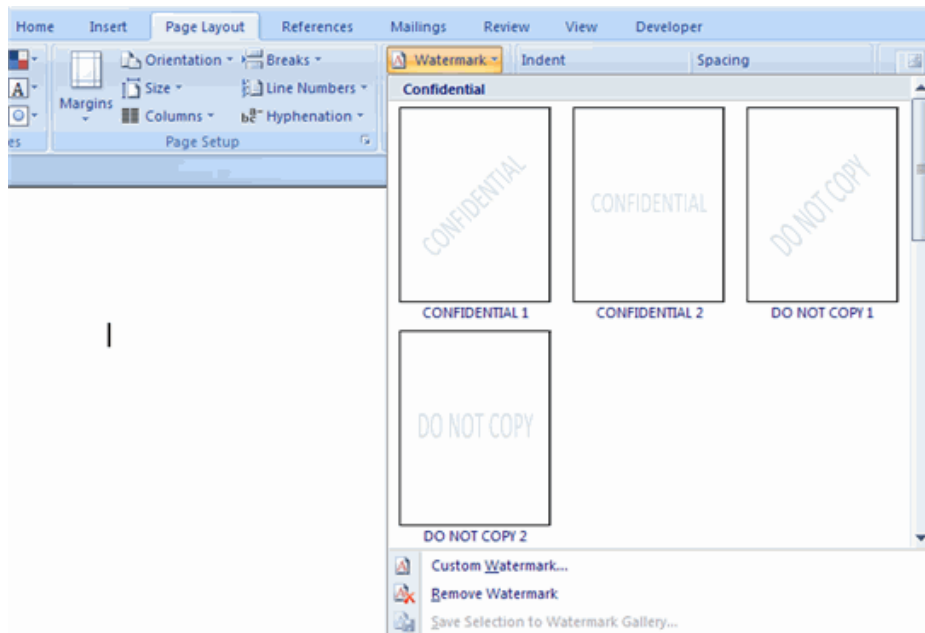 Home Insert Page Layout References Mailings Review View Developer
Orientation Breaks Watermark Indent Spacing
A Size Line Numbers
Margins Columns Hyphenation
es Page Setup
Confidential
CONFIDENTIAL CONFIDENTIAL DO NOT COPY
CONFIDENTIAL 1 CONFIDENTIAL 2 DO NOT COPY 1
DO NOT COPY
DO NOT COPY 2
Custom Watermark...
Remove Watermark
Save Selection to Watermark Gallery...